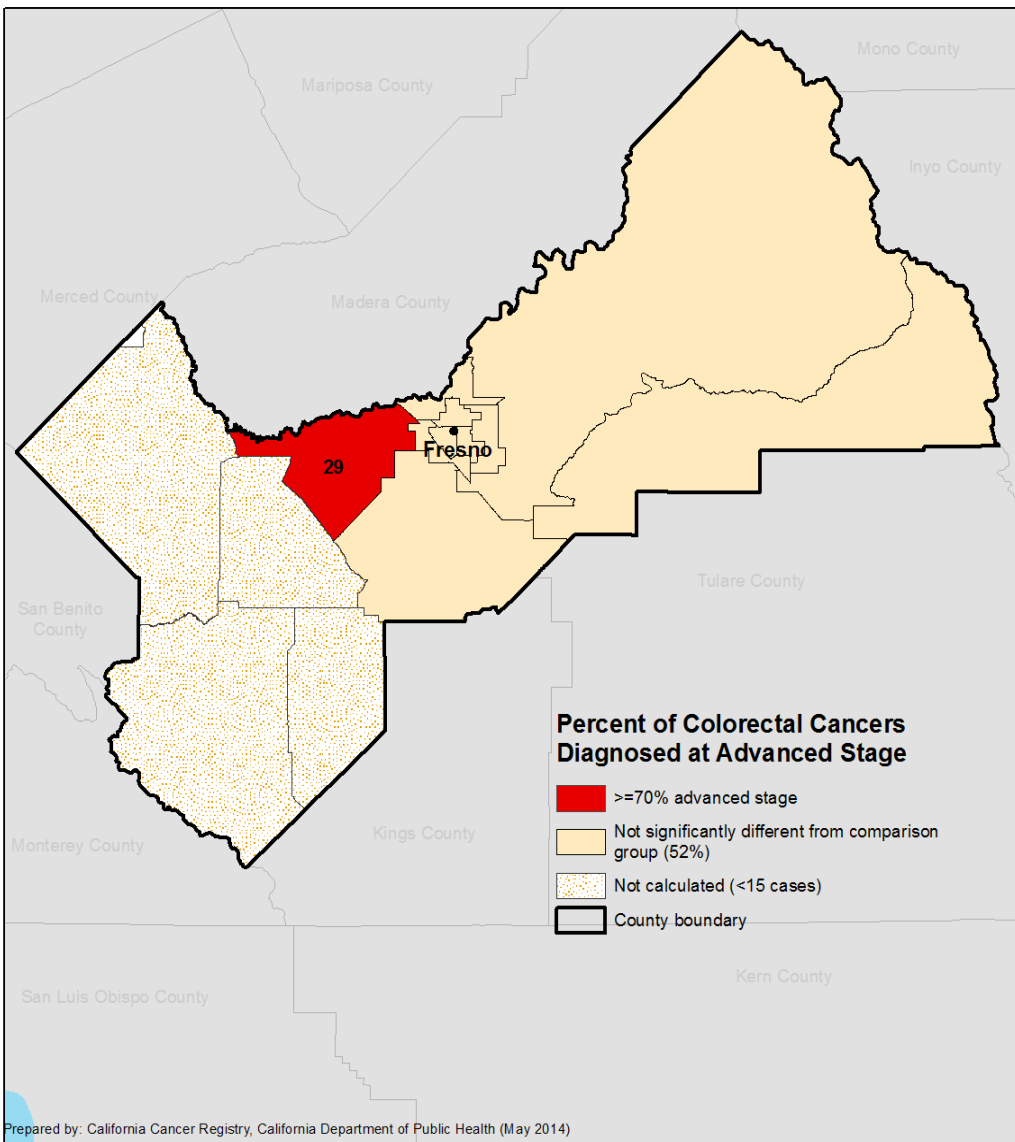 Mono County
Mariposa County
Inyo County
Merced County
Madera County
Fresno
29
Tulare County
San Benito
County
Percent of Colorectal Cancers
Diagnosed at Advanced Stage
>=70% advanced stage
Not significantly different from comparison
group (52%)
Not calculated (<15 cases)
County boundary
Kings County
Monterey County
Kern County
San Luis Obispo County
Prepared by: California Cancer Registry, California Department of Public Health (May 2014)